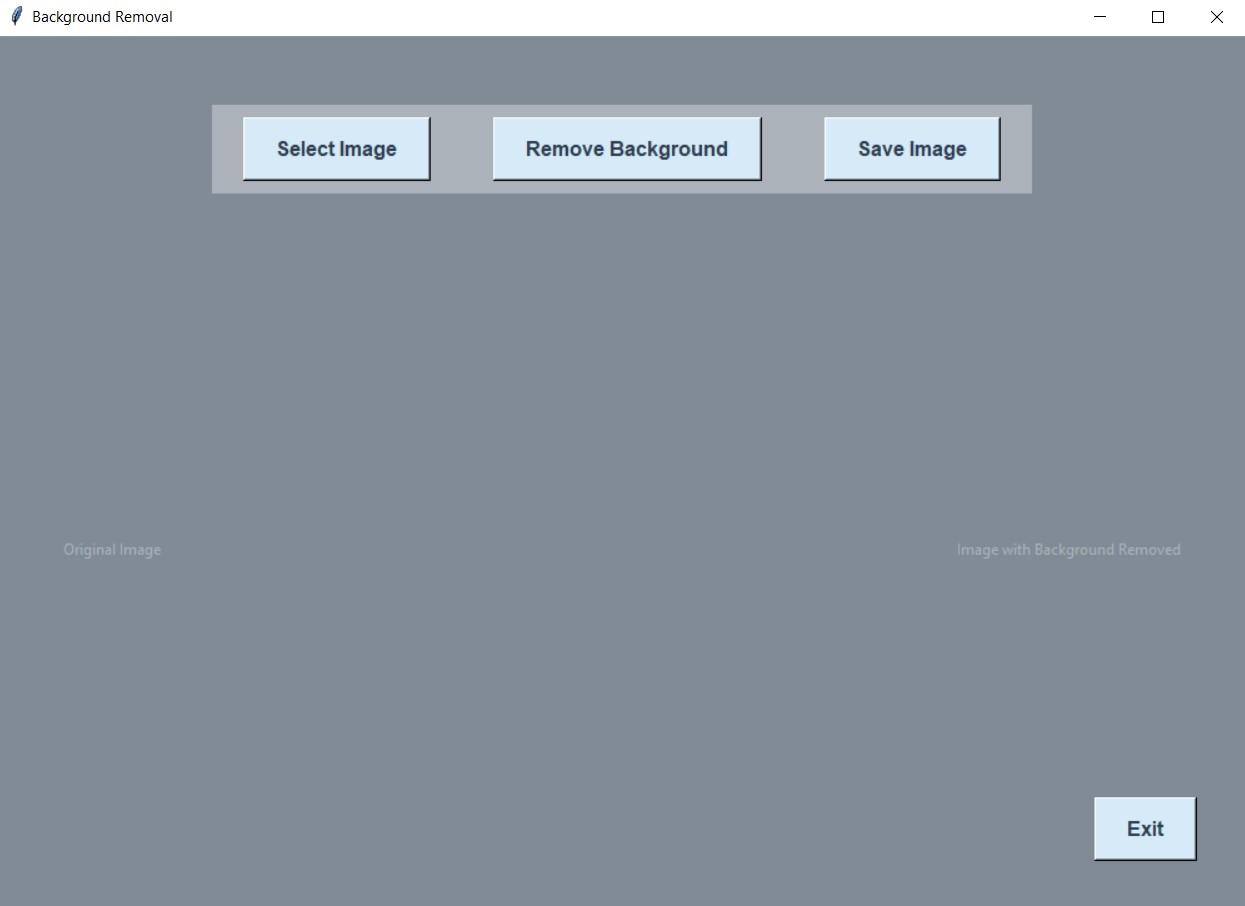 Background Removal
Select Image Remove Background Save Image
Original Image Image with Background Removed
Exit